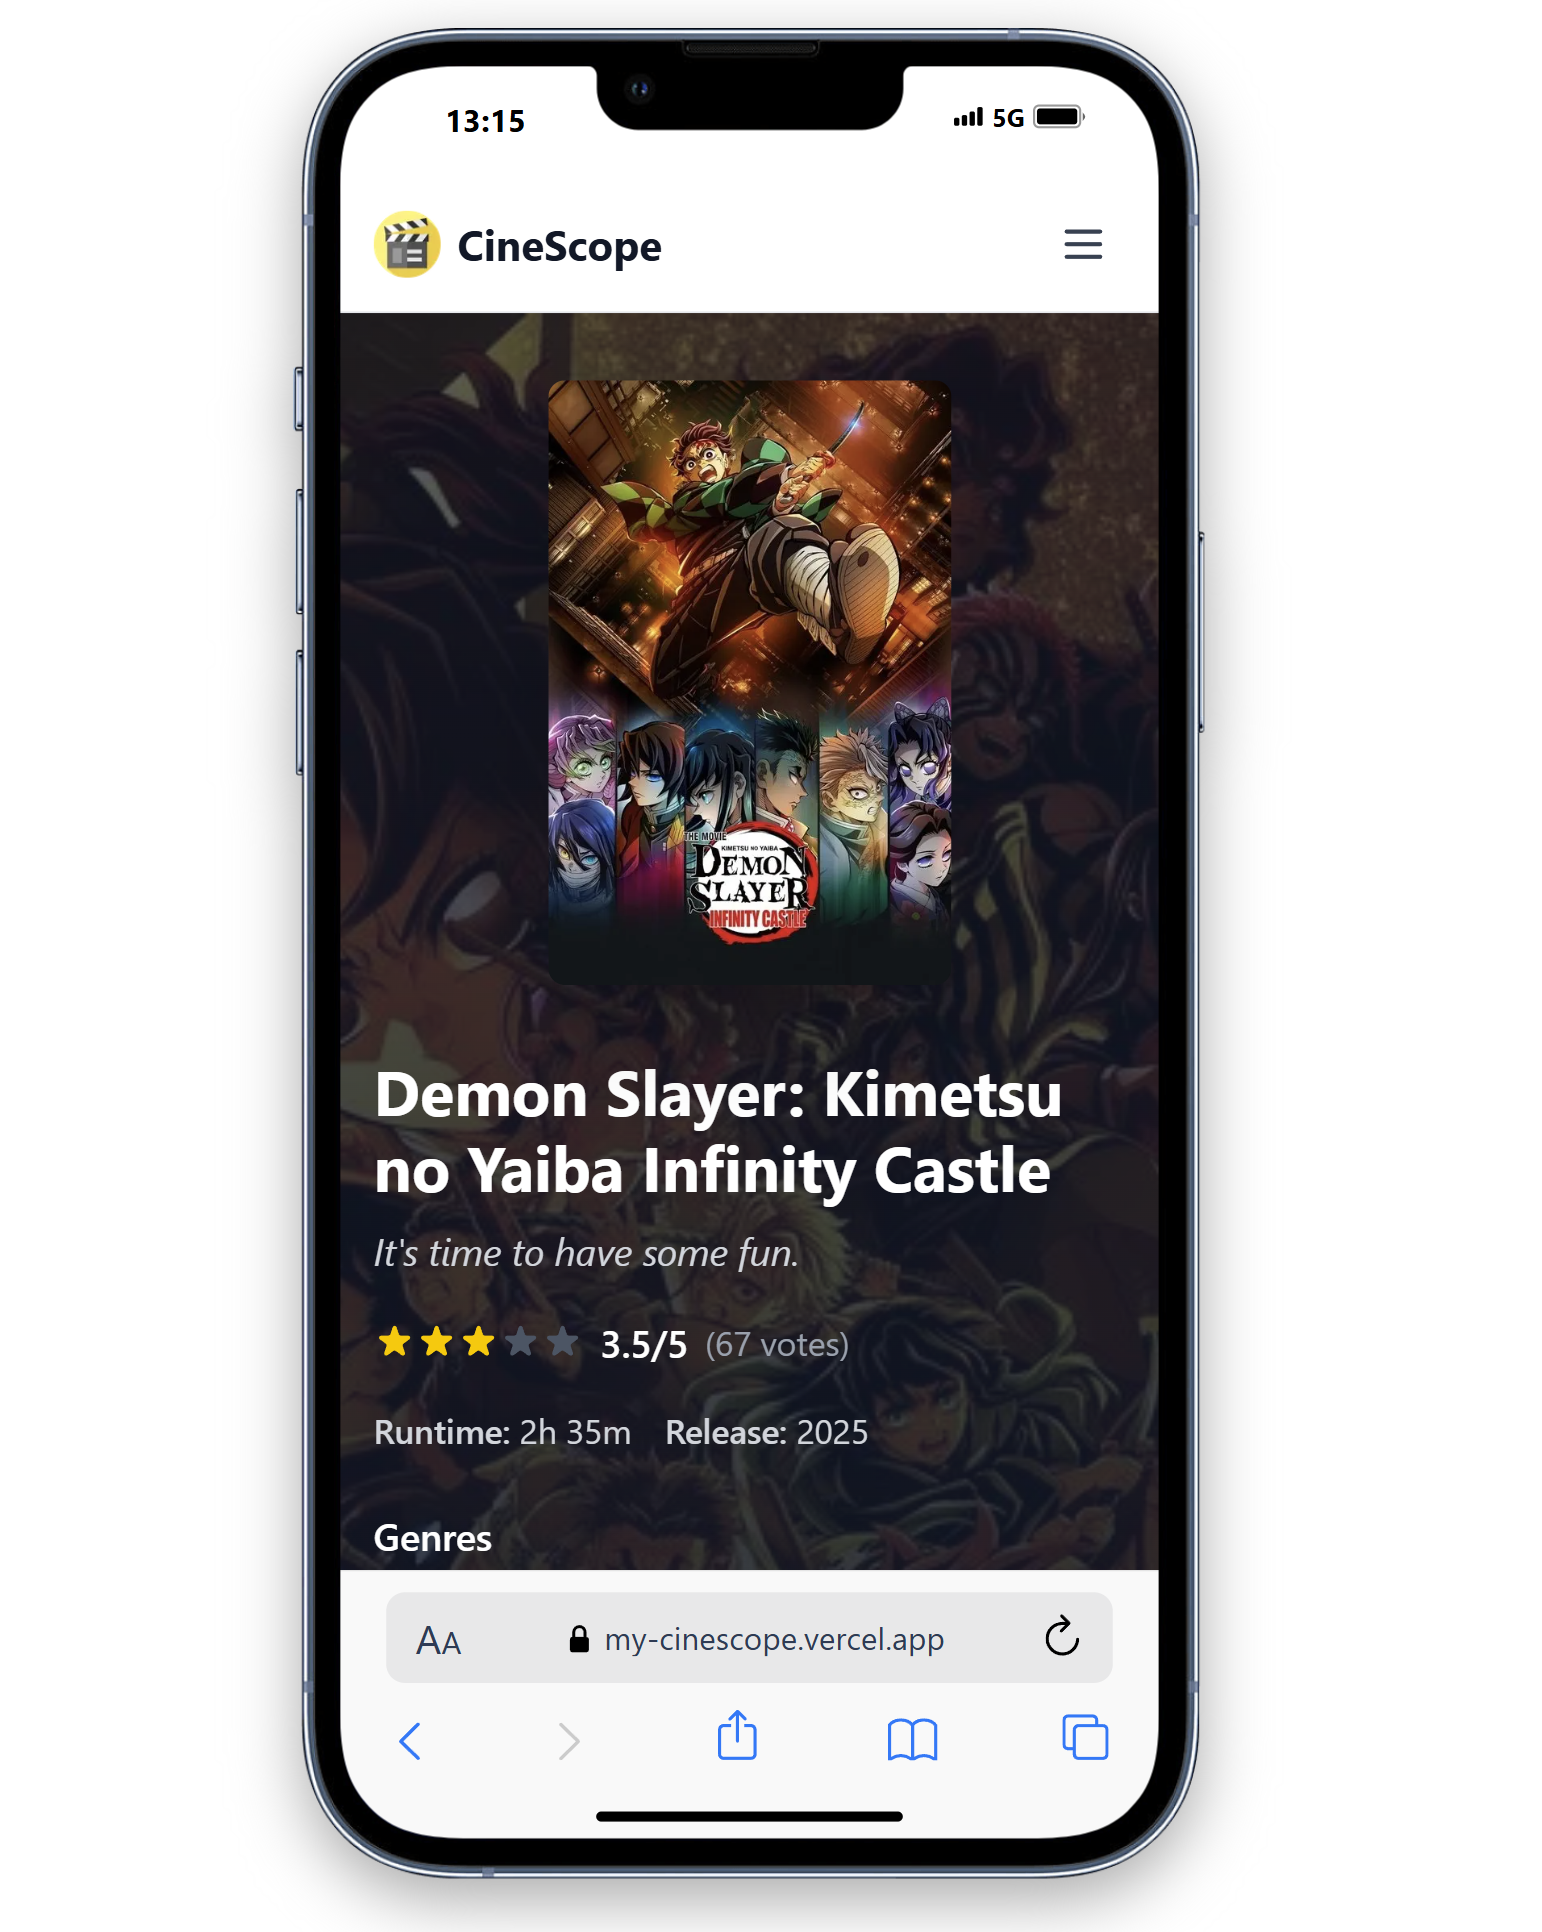 13:15
5G
CineScope
THE MOVIE
KIMETSU NO YAIBA
DEMON
SLAYER
INFINITY CASTLE
Demon Slayer: Kimetsu
no Yaiba Infinity Castle
It's time to have some fun.
3.5/5 (67 votes)
Runtime: 2h 35m Release: 2025
Genres
AA my-cinescope.vercel.app